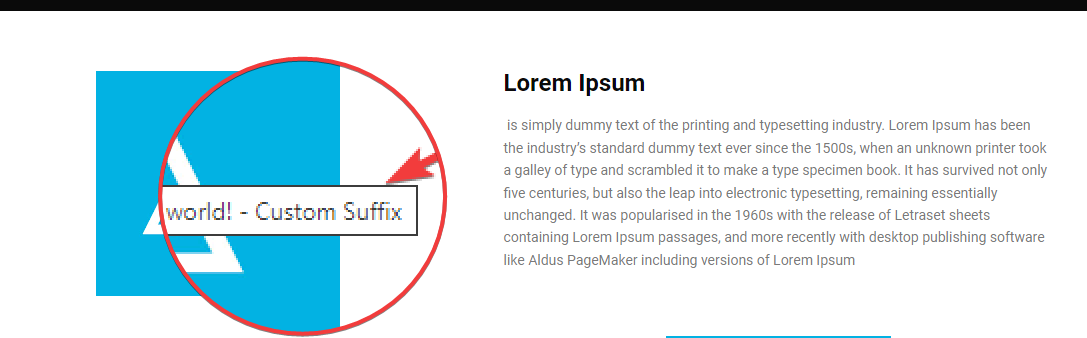 world! - Custom Suffix
Lorem Ipsum
is simply dummy text of the printing and typesetting industry. Lorem Ipsum has been
the industry’s standard dummy text ever since the 1500s, when an unknown printer took
a galley of type and scrambled it to make a type specimen book. It has survived not only
five centuries, but also the leap into electronic typesetting, remaining essentially
unchanged. It was popularised in the 1960s with the release of Letraset sheets
containing Lorem Ipsum passages, and more recently with desktop publishing software
like Aldus PageMaker including versions of Lorem Ipsum